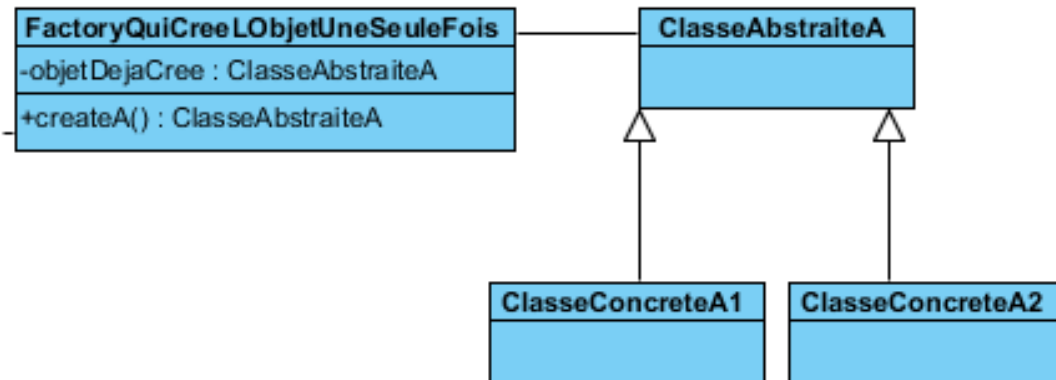 FactoryQuiCreeLObjetUneSeuleFois
-objetDejaCree : ClasseAbstraiteA
+createA() : ClasseAbstraiteA
ClasseAbstraiteA
ClasseConcreteA1
ClasseConcreteA2